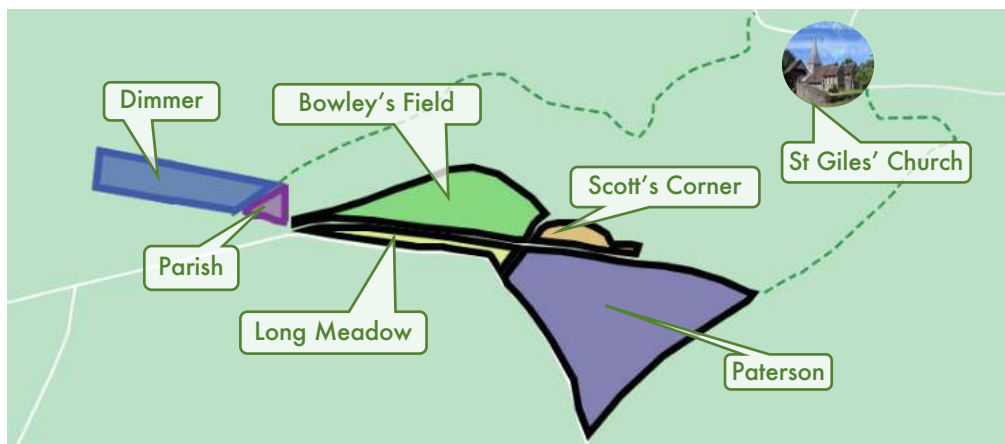 Dimmer
Bowley's Field
St Giles' Church
Scott's Corner
Parish
Long Meadow
Paterson